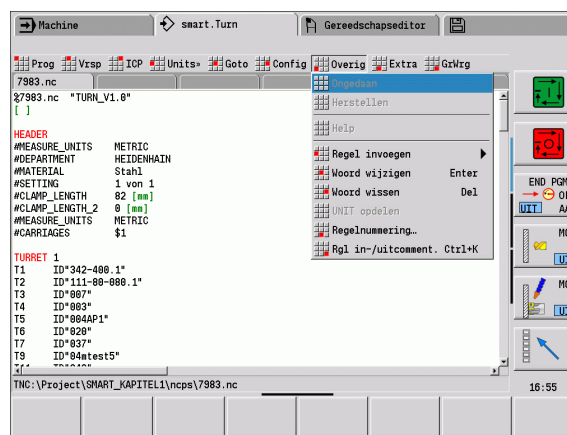 Machine
smart.Turn
Gereedschapseditor
Prog Vrsp ICP Units» Goto Config Overig Extra GrWrg
7983.nc
%7983.nc "TURN_V1.0"
[ ]
HEADER
#MEASURE_UNITS METRIC
#DEPARTMENT HEIDENHAIN
#MATERIAL Stahl
#SETTING 1 von 1
#CLAMP_LENGTH 82 [mm]
#CLAMP_LENGTH_2 0 [mm]
#MEASURE_UNITS METRIC
#CARRIAGES $1
TURRET 1
T1 ID"342-400.1"
T2 ID"111-80-080.1"
T3 ID"007"
T4 ID"003"
T5 ID"004AP1"
T6 ID"020"
T7 ID"037"
T9 ID"04mtest5"
Ongedaan
Herstellen
Help
Regel invoegen
Woord wijzigen Enter
Woord wissen Del
UNIT opdelen
Regelnummering…
Rgl in-/uitcomment. Ctrl+K
END PGM
UIT
TNC:\Project\SMART_KAPITEL1\ncps\7983.nc
16:55